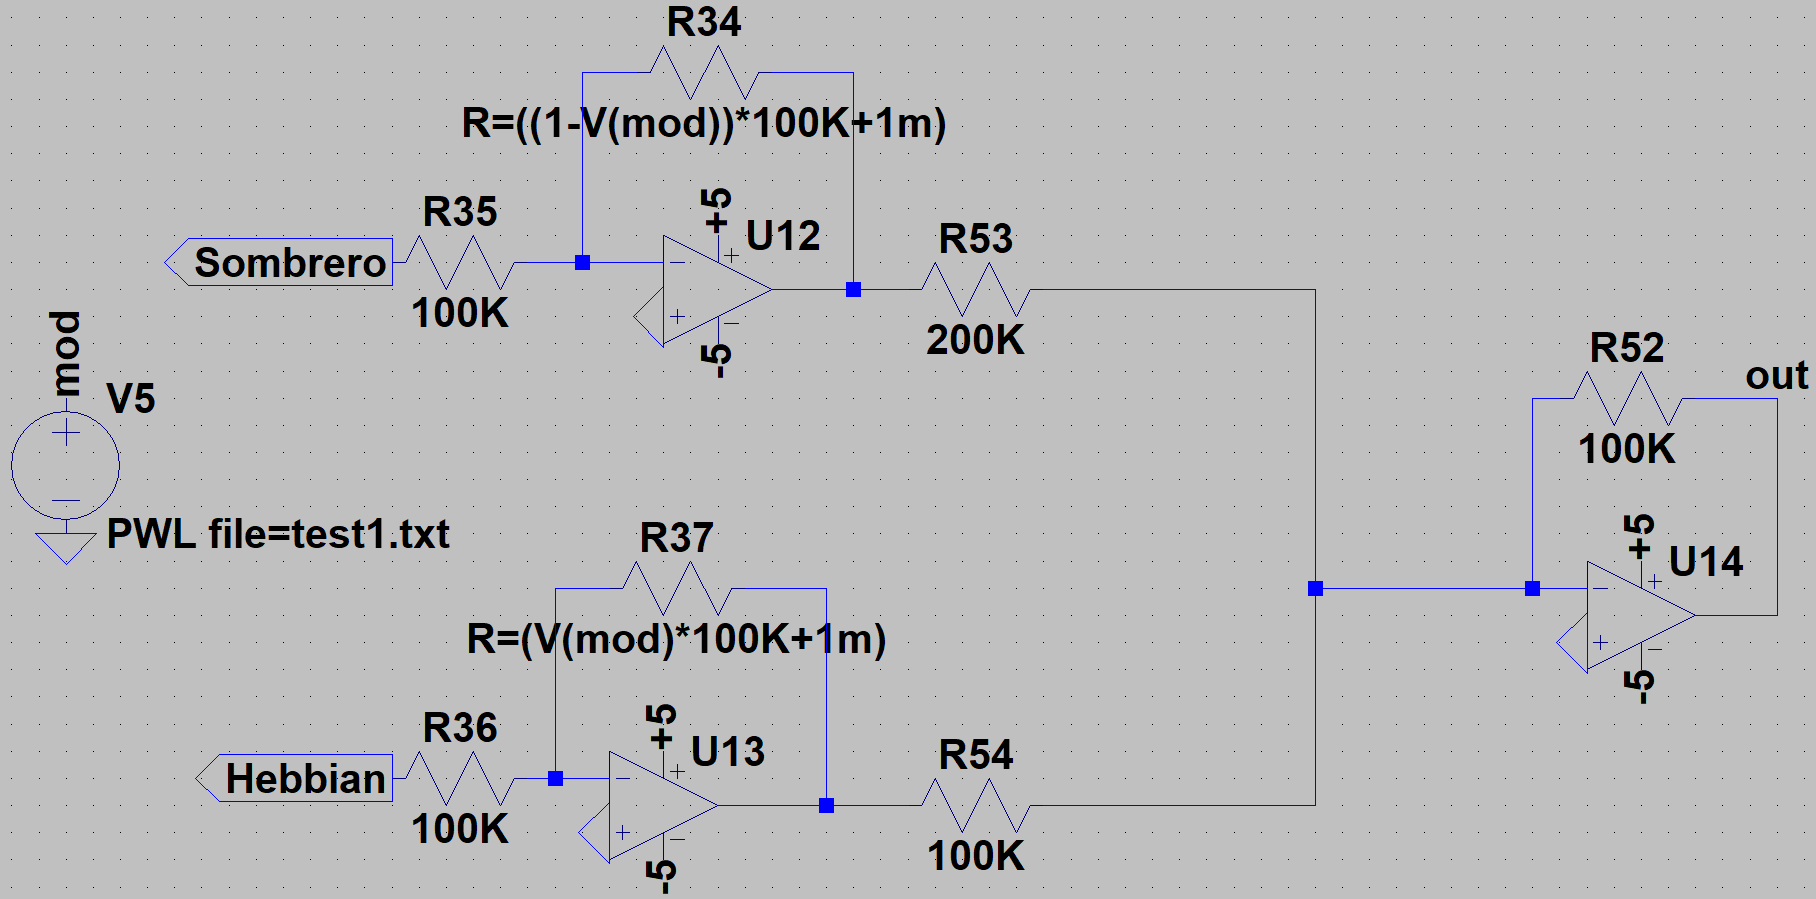 R34
R=((1-V(mod))*100K+1m)
R35
Sombrero
100K
+5
U12
-5
R53
200K
mod
V5
PWL file=test1.txt
R52
out
100K
+5
U14
-5
R37
R=(V(mod)*100K+1m)
R36
Hebbian
100K
+5
U13
-5
R54
100K